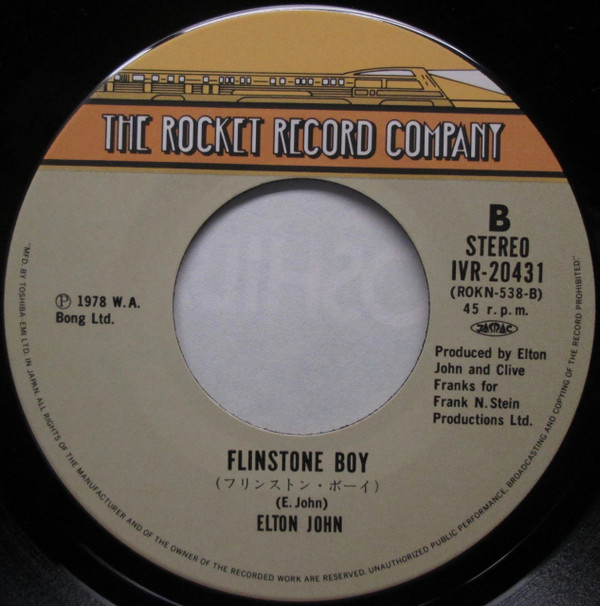 THE ROCKET RECORD COMPANY
B
STEREO
IVR-20431
(ROKN-538-B)
45 r.p.m.
JASRAC
Ⓟ 1978 W.A.
Bong Ltd.
Produced by Elton
John and Clive
Franks for
Frank N. Stein
Productions Ltd.
FLINSTONE BOY
(フリンストン・ボーイ)
(E. John)
ELTON JOHN
"MFD. BY TOSHIBA-EMI LTD. IN JAPAN. ALL RIGHTS OF THE MANUFACTURER AND OF THE OWNER OF THE RECORDED WORK ARE RESERVED. UNAUTHORIZED PUBLIC PERFORMANCE, BROADCASTING AND COPYING OF THE RECORD PROHIBITED."